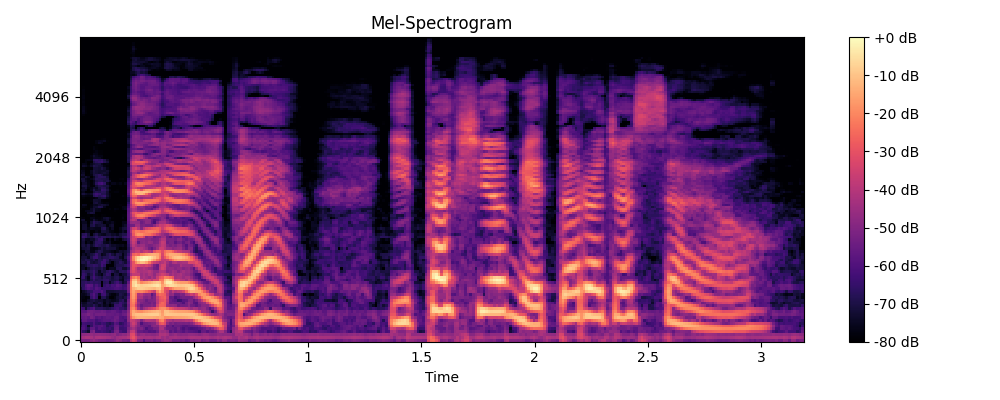 Mel-Spectrogram
+0 dB
4096
-10 dB
-20 dB
2048
-30 dB
Hz
1024
-40 dB
-50 dB
512
-60 dB
-70 dB
0
-80 dB
0 0.5 1 1.5 2 2.5 3
Time